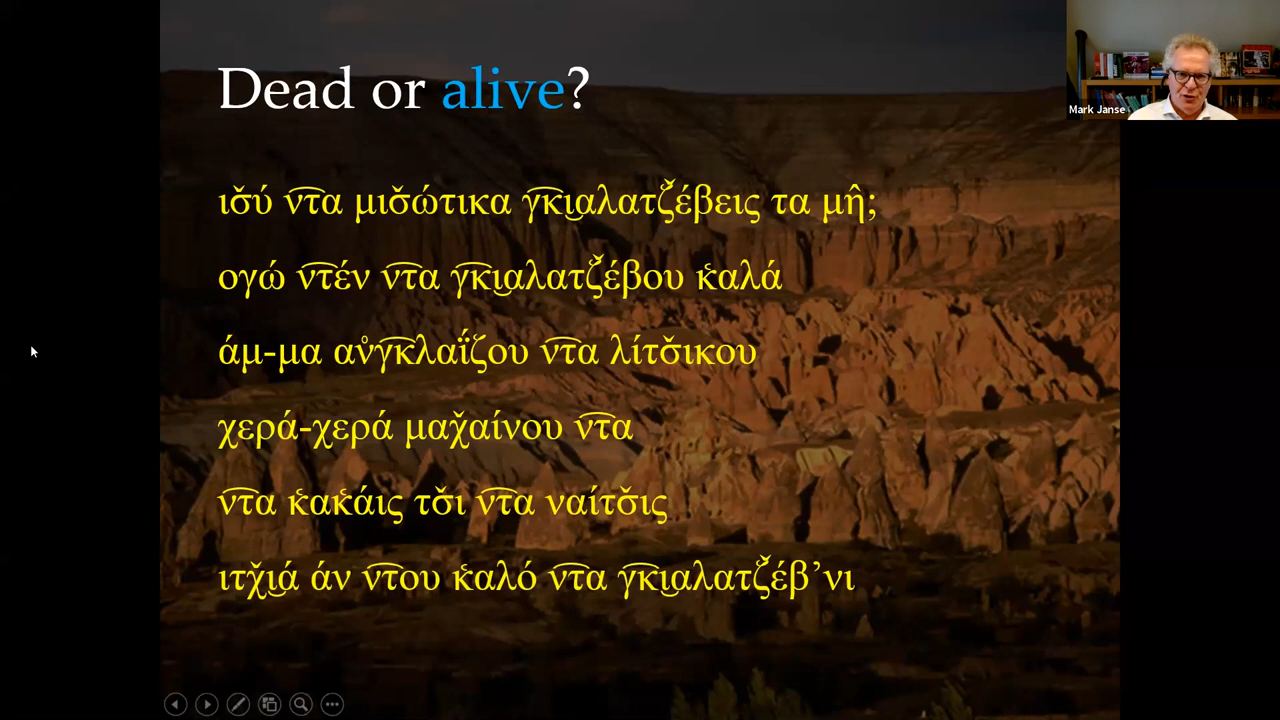 Dead or alive?
Mark Janse
ισ̌ύ ν͡τα μισ̌ώτικα γ͡κι̮αλατζ̌έβεις τα μῆ;
ογώ ν͡τέν ν͡τα γ͡κι̮αλατζ̌έβου κ̔αλά
άμ-μα αν̊γ͡κλαΐζου ν͡τα λίτσ̌ικου
χερά-χερά μαχ̌αίνου ν͡τα
ν͡τα κ̔ακ̔άις τσ̌ι ν͡τα ναίτσ̌ις
ιτχ̌ι̮ά άν ν͡του κ̔αλό ν͡τα γ͡κι̮αλατζ̌έβ’νι